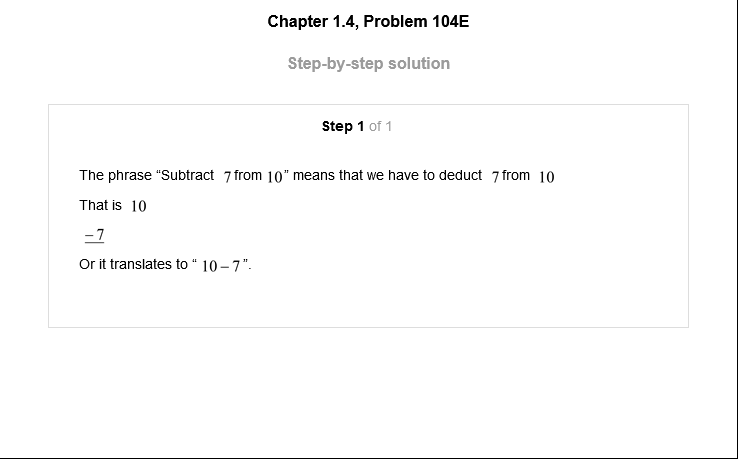 Chapter 1.4, Problem 104E
Step-by-step solution
Step 1 of 1
The phrase “Subtract 7 from 10” means that we have to deduct 7 from 10
That is 10
−7
Or it translates to “ 10 − 7 ”.